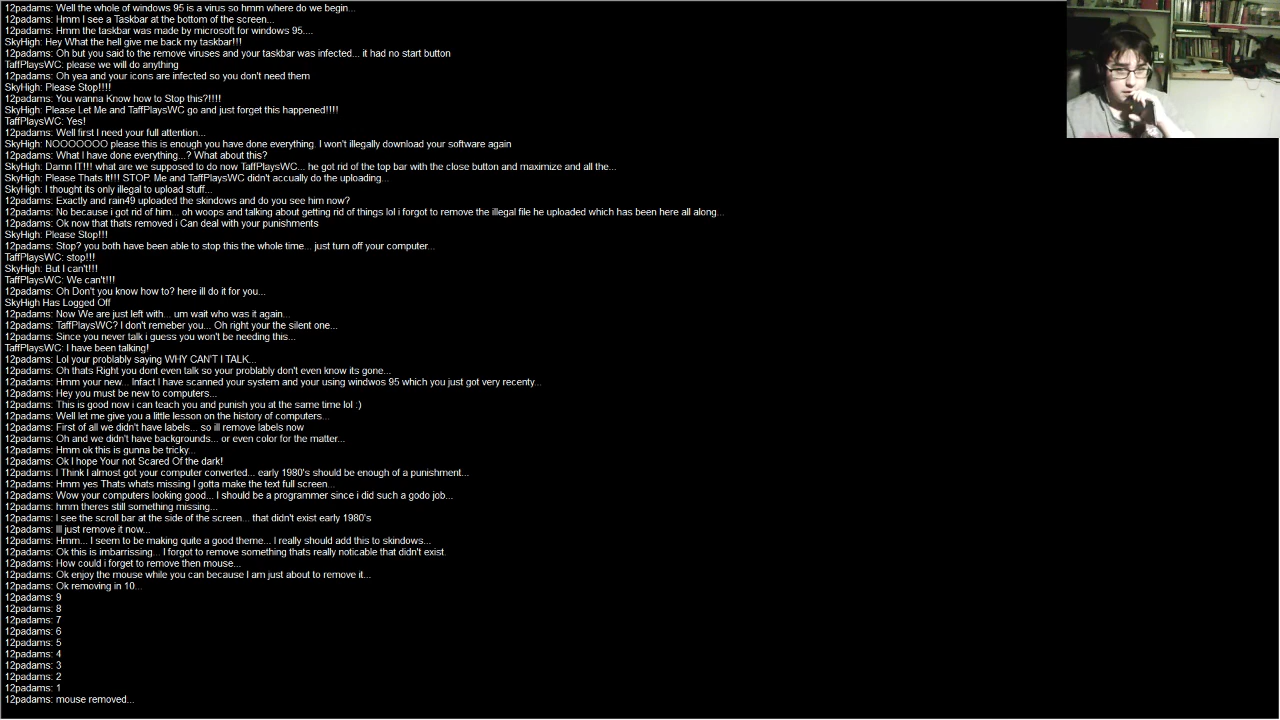 12padams: Well the whole of windows 95 is a virus so hmm where do we begin...
12padams: Hmm I see a Taskbar at the bottom of the screen...
12padams: Hmm the taskbar was made by microsoft for windows 95....
SkyHigh: Hey What the hell give me back my taskbar!!!
12padams: Oh but you said to the remove viruses and your taskbar was infected... it had no start button
TaffPlaysWC: please we will do anything
12padams: Oh yea and your icons are infected so you don't need them
SkyHigh: Please Stop!!!!
12padams: You wanna Know how to Stop this?!!!!
SkyHigh: Please Let Me and TaffPlaysWC go and just forget this happened!!!!
TaffPlaysWC: Yes!
12padams: Well first I need your full attention...
SkyHigh: NOOOOOOO please this is enough you have done everything. I won't illegally download your software again
12padams: What I have done everything...? What about this?
SkyHigh: Damn IT!!! what are we supposed to do now TaffPlaysWC... he got rid of the top bar with the close button and maximize and all the...
SkyHigh: Please Thats It!!! STOP. Me and TaffPlaysWC didn't accually do the uploading...
SkyHigh: I thought its only illegal to upload stuff...
12padams: Exactly and rain49 uploaded the skindows and do you see him now?
12padams: No because i got rid of him... oh woops and talking about getting rid of things lol i forgot to remove the illegal file he uploaded which has been here all along...
12padams: Ok now that thats removed i Can deal with your punishments
SkyHigh: Please Stop!!!
12padams: Stop? you both have been able to stop this the whole time... just turn off your computer...
TaffPlaysWC: stop!!!
SkyHigh: But I can't!!!
TaffPlaysWC: We can't!!!
12padams: Oh Don't you know how to? here ill do it for you...
SkyHigh Has Logged Off
12padams: Now We are just left with... um wait who was it again...
12padams: TaffPlaysWC? I don't remeber you... Oh right your the silent one...
12padams: Since you never talk i guess you won't be needing this...
TaffPlaysWC: I have been talking!
12padams: Lol your problably saying WHY CAN'T I TALK...
12padams: Oh thats Right you dont even talk so your problably don't even know its gone...
12padams: Hmm your new... Infact I have scanned your system and your using windwos 95 which you just got very recenty...
12padams: Hey you must be new to computers...
12padams: This is good now i can teach you and punish you at the same time lol :)
12padams: Well let me give you a little lesson on the history of computers...
12padams: First of all we didn't have labels... so ill remove labels now
12padams: Oh and we didn't have backgrounds... or even color for the matter...
12padams: Hmm ok this is gunna be tricky...
12padams: Ok I hope Your not Scared Of the dark!
12padams: I Think I almost got your computer converted... early 1980's should be enough of a punishment...
12padams: Hmm yes Thats whats missing I gotta make the text full screen...
12padams: Wow your computers looking good... I should be a programmer since i did such a godo job...
12padams: hmm theres still something missing...
12padams: I see the scroll bar at the side of the screen... that didn't exist early 1980's
12padams: Ill just remove it now...
12padams: Hmm... I seem to be making quite a good theme... I really should add this to skindows...
12padams: Ok this is imbarrissing... I forgot to remove something thats really noticable that didn't exist.
12padams: How could i forget to remove then mouse...
12padams: Ok enjoy the mouse while you can because I am just about to remove it...
12padams: Ok removing in 10...
12padams: 9
12padams: 8
12padams: 7
12padams: 6
12padams: 5
12padams: 4
12padams: 3
12padams: 2
12padams: 1
12padams: mouse removed...